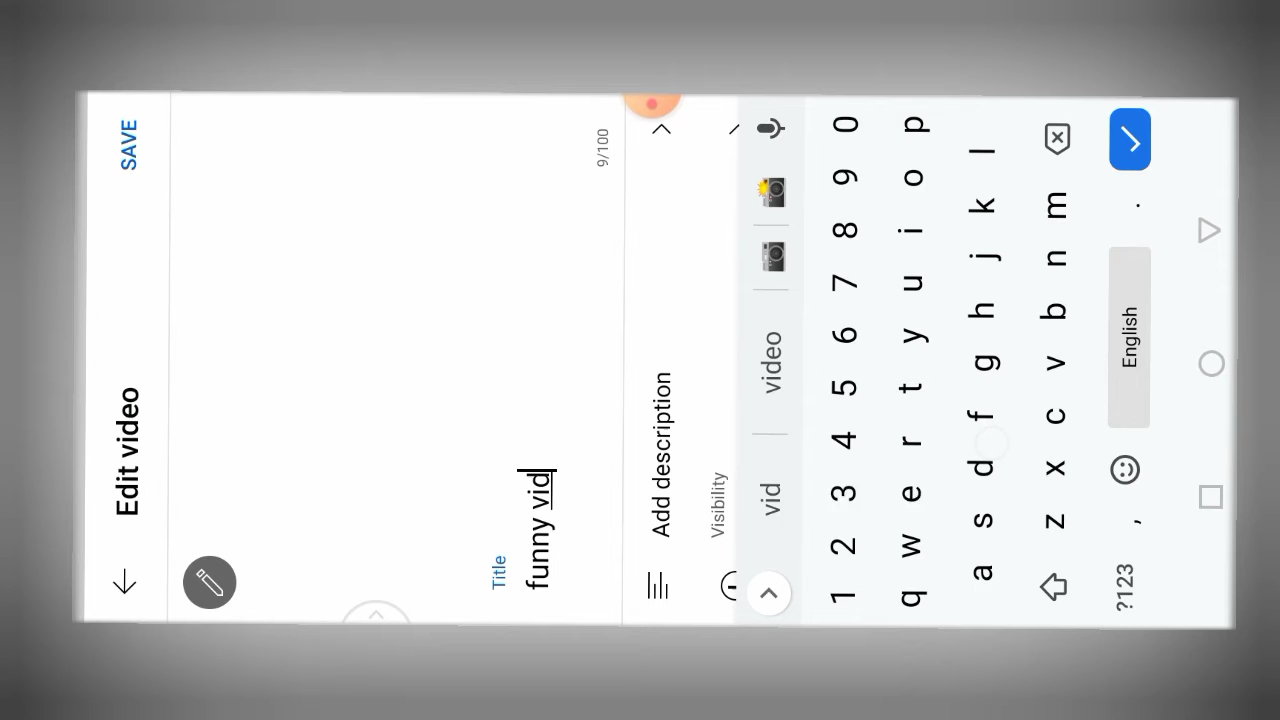 Edit video
SAVE
Title
funny vid
9/100
Add description
Visibility
vid
video
1 2 3 4 5 6 7 8 9 0
q w e r t y u i o p
a s d f g h j k l
z x c v b n m
?123 , English .